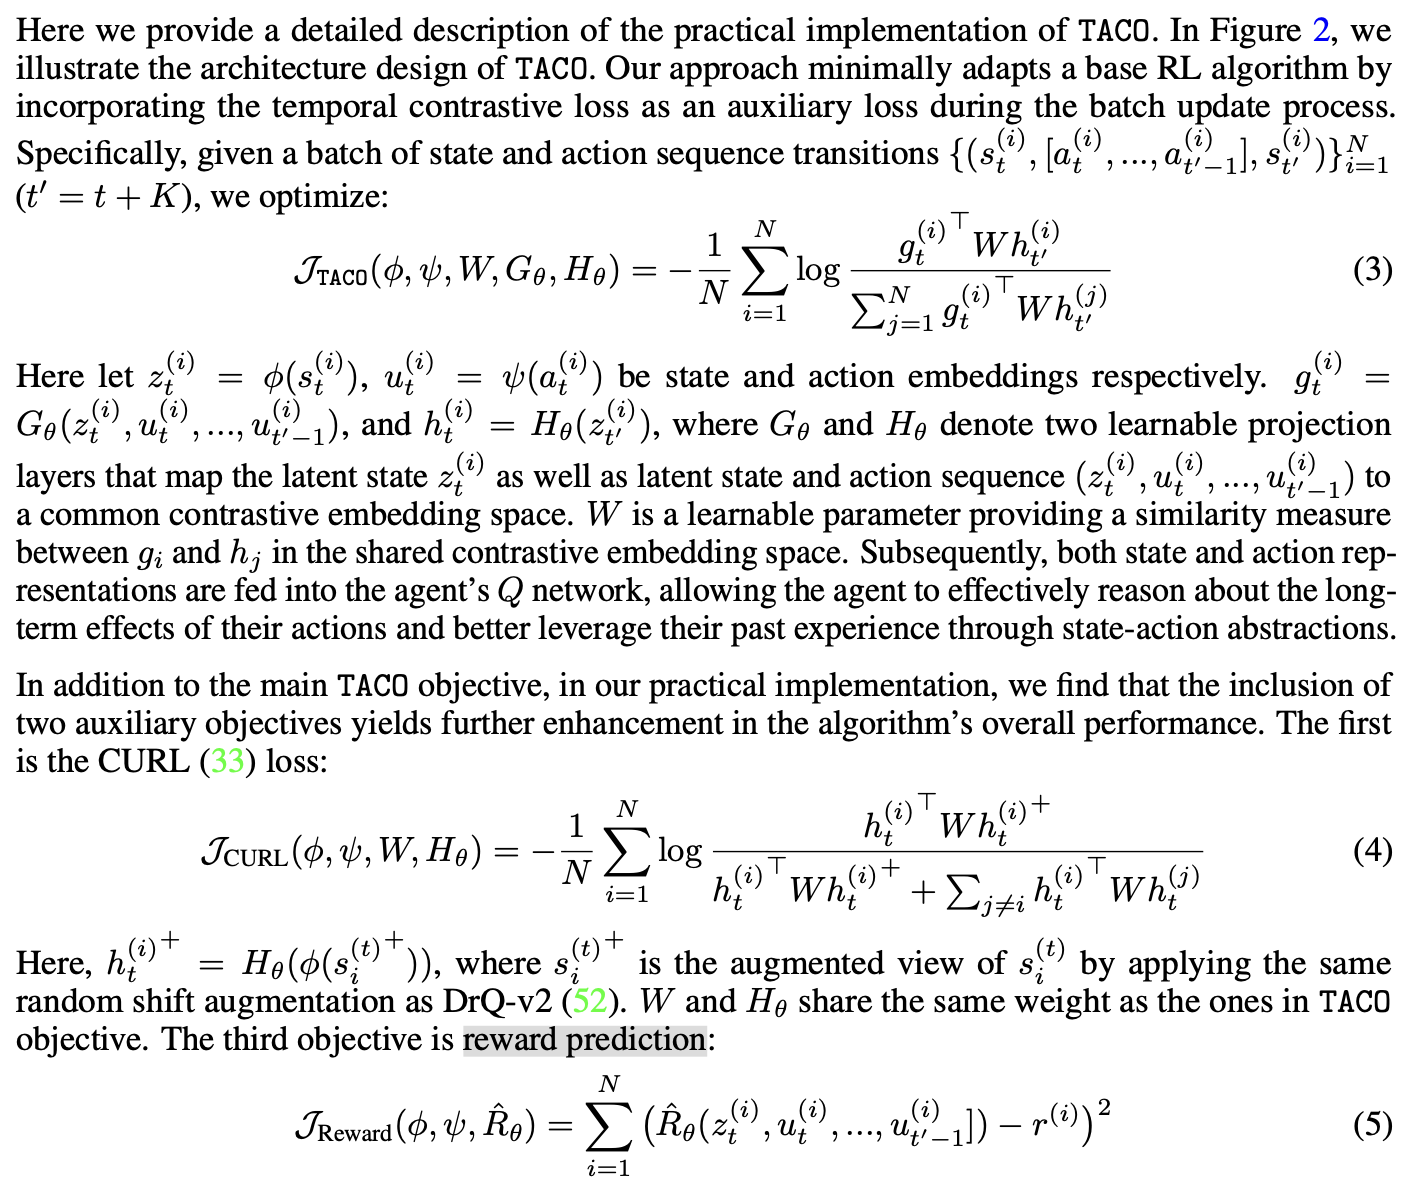 Here we provide a detailed description of the practical implementation of TACO. In Figure 2, we
illustrate the architecture design of TACO. Our approach minimally adapts a base RL algorithm by
incorporating the temporal contrastive loss as an auxiliary loss during the batch update process.
Specifically, given a batch of state and action sequence transitions $\{(s_t^{(i)}, [a_t^{(i)}, ..., a_{t'-1}^{(i)}], s_{t'}^{(i)})\}_{i=1}^N$
$(t' = t + K)$, we optimize:
$\mathcal{J}_{\texttt{TACO}}(\phi, \psi, W, G_\theta, H_\theta) = -\frac{1}{N} \sum_{i=1}^N \log \frac{{g_t^{(i)}}^\top W h_{t'}^{(i)}}{\sum_{j=1}^N {g_t^{(i)}}^\top W h_{t'}^{(j)}}$ (3)
Here let $z_t^{(i)} = \phi(s_t^{(i)})$, $u_t^{(i)} = \psi(a_t^{(i)})$ be state and action embeddings respectively. $g_t^{(i)} =$
$G_\theta(z_t^{(i)}, u_t^{(i)}, ..., u_{t'-1}^{(i)})$, and $h_t^{(i)} = H_\theta(z_{t'}^{(i)})$, where $G_\theta$ and $H_\theta$ denote two learnable projection
layers that map the latent state $z_t^{(i)}$ as well as latent state and action sequence $(z_t^{(i)}, u_t^{(i)}, ..., u_{t'-1}^{(i)})$ to
a common contrastive embedding space. $W$ is a learnable parameter providing a similarity measure
between $g_i$ and $h_j$ in the shared contrastive embedding space. Subsequently, both state and action rep-
resentations are fed into the agent's $Q$ network, allowing the agent to effectively reason about the long-
term effects of their actions and better leverage their past experience through state-action abstractions.
In addition to the main TACO objective, in our practical implementation, we find that the inclusion of
two auxiliary objectives yields further enhancement in the algorithm's overall performance. The first
is the CURL (33) loss:
$\mathcal{J}_{\text{CURL}}(\phi, \psi, W, H_\theta) = -\frac{1}{N} \sum_{i=1}^N \log \frac{{h_t^{(i)}}^\top W {h_t^{(i)}}^+}{{h_t^{(i)}}^\top W {h_t^{(i)}}^+ + \sum_{j \neq i} {h_t^{(i)}}^\top W h_t^{(j)}}$ (4)
Here, ${h_t^{(i)}}^+ = H_\theta(\phi({s_i^{(t)}}^+))$, where ${s_i^{(t)}}^+$ is the augmented view of $s_i^{(t)}$ by applying the same
random shift augmentation as DrQ-v2 (52). $W$ and $H_\theta$ share the same weight as the ones in TACO
objective. The third objective is reward prediction:
$\mathcal{J}_{\text{Reward}}(\phi, \psi, \hat{R}_\theta) = \sum_{i=1}^N \big(\hat{R}_\theta(z_t^{(i)}, u_t^{(i)}, ..., u_{t'-1}^{(i)}]) - r^{(i)}\big)^2$ (5)